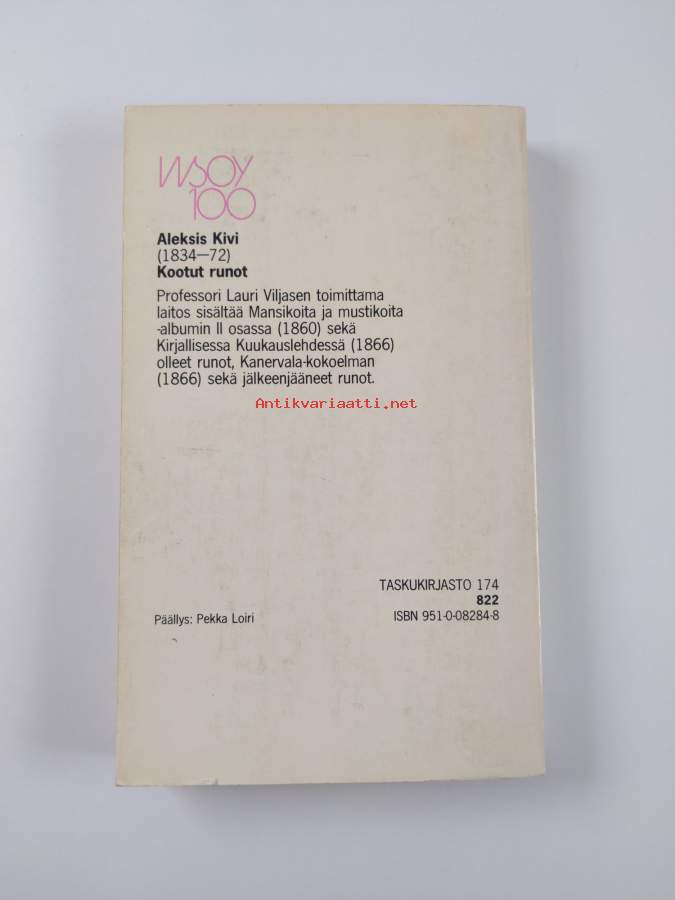 WSOY
100
Aleksis Kivi
(1834—72)
Kootut runot
Professori Lauri Viljasen toimittama
laitos sisältää Mansikoita ja mustikoita
-albumin II osassa (1860) sekä
Kirjallisessa Kuukauslehdessä (1866)
olleet runot, Kanervala-kokoelman
(1866) sekä jälkeenjääneet runot.
Antikvariaatti.net
TASKUKIRJASTO 174
822
Päällys: Pekka Loiri
ISBN 951-0-08284-8